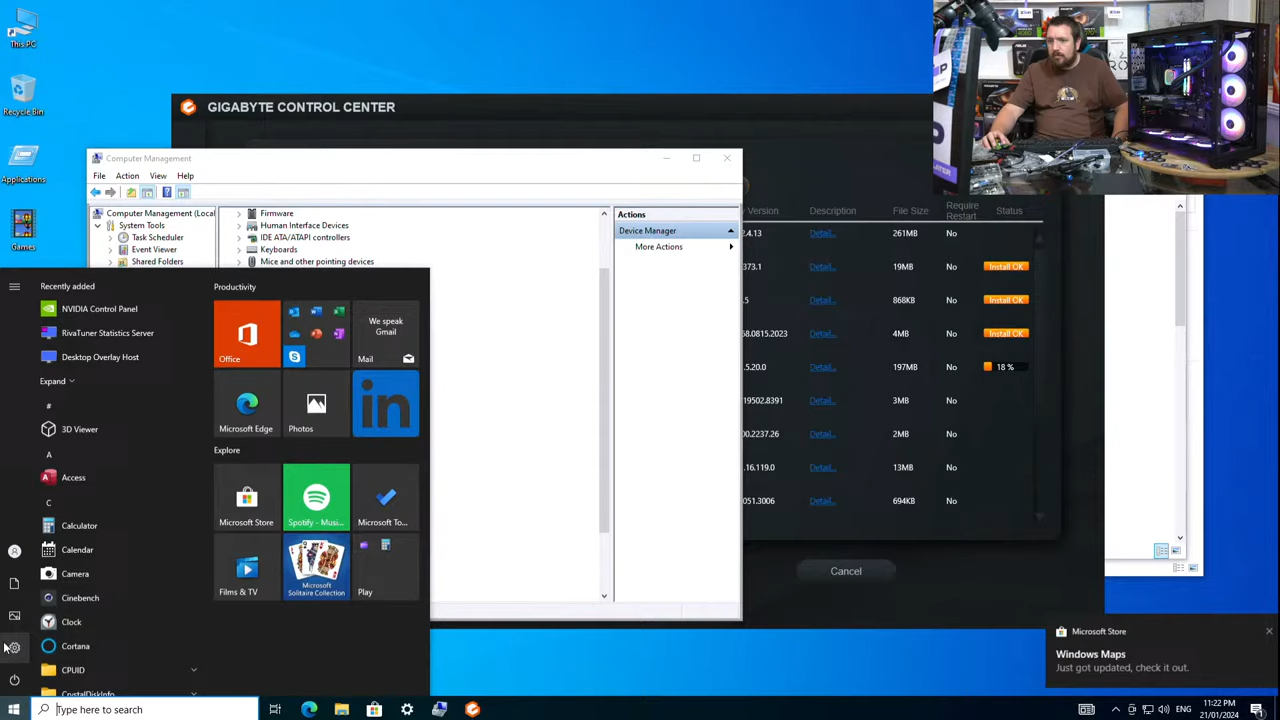 This PC
Recycle Bin
Applications
Games
GIGABYTE CONTROL CENTER
Computer Management
File Action View Help
Computer Management (Local
System Tools
Task Scheduler
Event Viewer
Shared Folders
Firmware
Human Interface Devices
IDE ATA/ATAPI controllers
Keyboards
Mice and other pointing devices
Actions
Device Manager
More Actions
Version Description File Size Require Restart Status
2.4.13 Detail... 261MB No
373.1 Detail... 19MB No Install OK
.5 Detail... 868KB No Install OK
68.0815.2023 Detail... 4MB No Install OK
.5.20.0 Detail... 197MB No 18 %
19502.8391 Detail... 3MB No
00.2237.26 Detail... 2MB No
.16.119.0 Detail... 13MB No
051.3006 Detail... 694KB No
Cancel
Recently added
NVIDIA Control Panel
RivaTuner Statistics Server
Desktop Overlay Host
Expand
#
3D Viewer
A
Access
C
Calculator
Calendar
Camera
Cinebench
Clock
Cortana
CPUID
CrystalDiskInfo
Productivity
Office
We speak
Gmail
Mail
Microsoft Edge
Photos
in
Explore
Microsoft Store
Spotify - Musi...
Microsoft To...
Films & TV
Microsoft
Solitaire Collection
Play
Microsoft Store
Windows Maps
Just got updated, check it out.
Type here to search
ENG
11:22 PM
21/01/2024